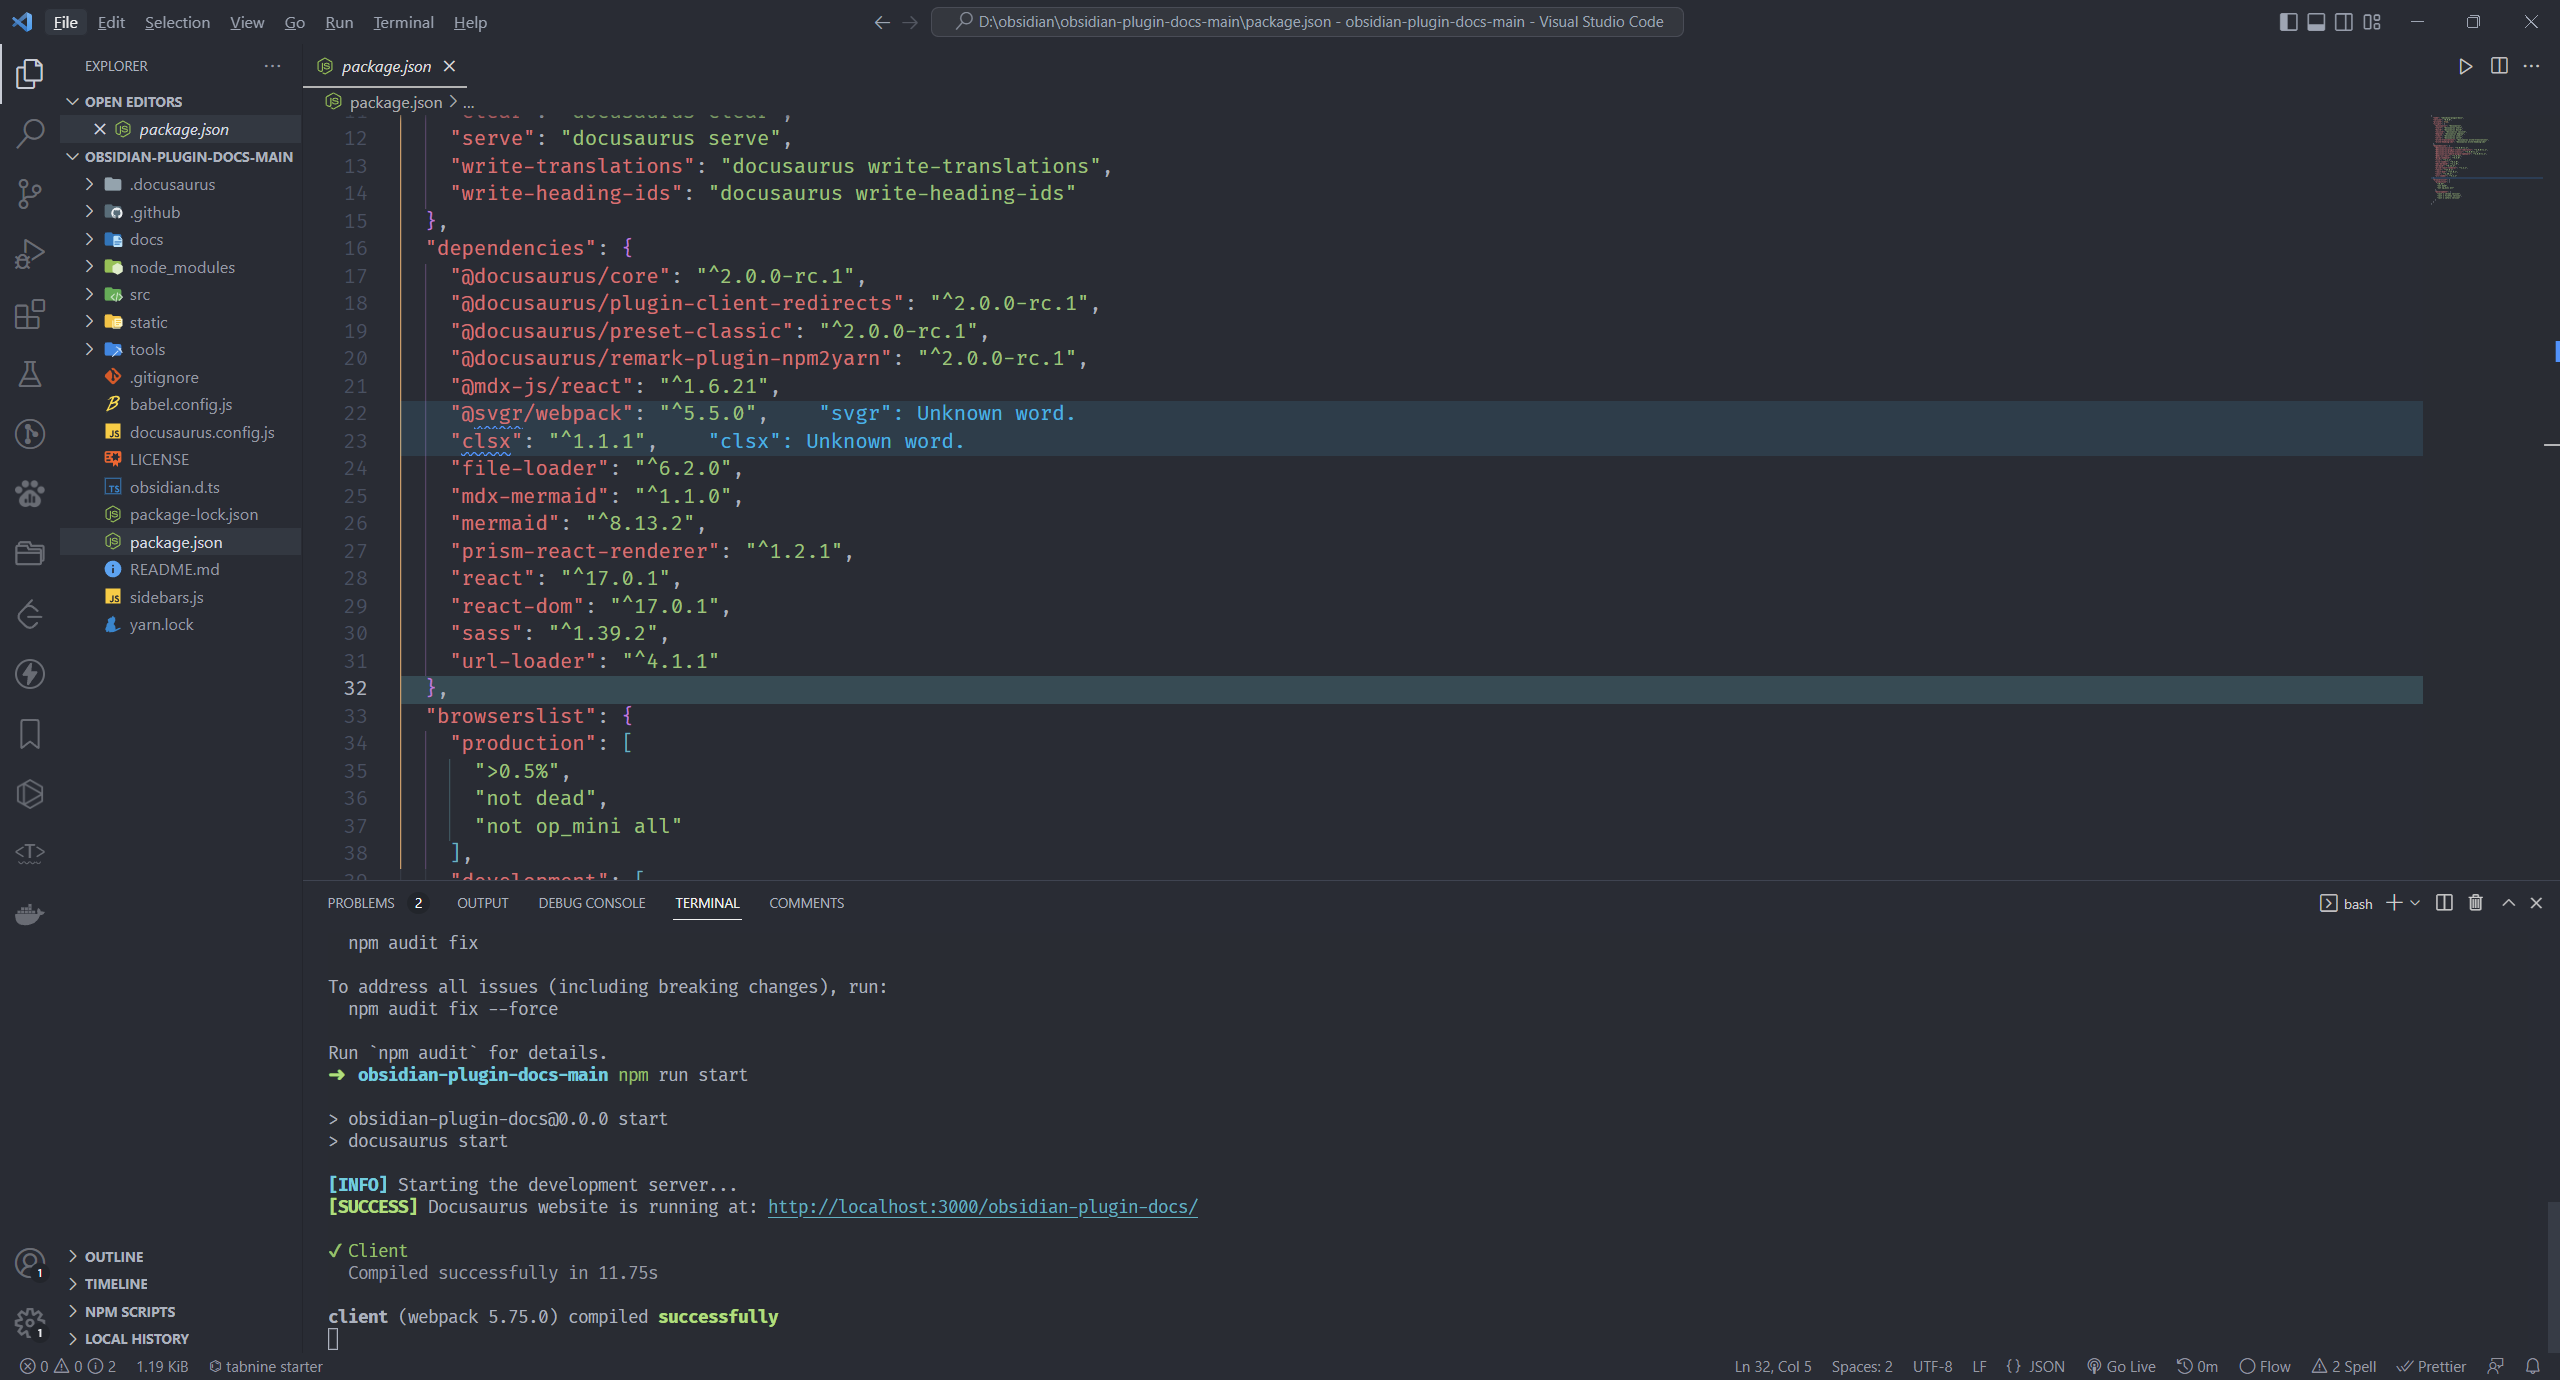 File Edit Selection View Go Run Terminal Help
D:\obsidian\obsidian-plugin-docs-main\package.json - obsidian-plugin-docs-main - Visual Studio Code
EXPLORER
OPEN EDITORS
package.json
OBSIDIAN-PLUGIN-DOCS-MAIN
.docusaurus
.github
docs
node_modules
src
static
tools
.gitignore
babel.config.js
docusaurus.config.js
LICENSE
obsidian.d.ts
package-lock.json
package.json
README.md
sidebars.js
yarn.lock
OUTLINE
TIMELINE
NPM SCRIPTS
LOCAL HISTORY
package.json
package.json > ...
11 "clear": "docusaurus clear",
12 "serve": "docusaurus serve",
13 "write-translations": "docusaurus write-translations",
14 "write-heading-ids": "docusaurus write-heading-ids"
15 },
16 "dependencies": {
17 "@docusaurus/core": "^2.0.0-rc.1",
18 "@docusaurus/plugin-client-redirects": "^2.0.0-rc.1",
19 "@docusaurus/preset-classic": "^2.0.0-rc.1",
20 "@docusaurus/remark-plugin-npm2yarn": "^2.0.0-rc.1",
21 "@mdx-js/react": "^1.6.21",
22 "@svgr/webpack": "^5.5.0", "svgr": Unknown word.
23 "clsx": "^1.1.1", "clsx": Unknown word.
24 "file-loader": "^6.2.0",
25 "mdx-mermaid": "^1.1.0",
26 "mermaid": "^8.13.2",
27 "prism-react-renderer": "^1.2.1",
28 "react": "^17.0.1",
29 "react-dom": "^17.0.1",
30 "sass": "^1.39.2",
31 "url-loader": "^4.1.1"
32 },
33 "browserslist": {
34 "production": [
35 ">0.5%",
36 "not dead",
37 "not op_mini all"
38 ],
39 "development": [
PROBLEMS 2 OUTPUT DEBUG CONSOLE TERMINAL COMMENTS
bash
npm audit fix
To address all issues (including breaking changes), run:
npm audit fix --force
Run `npm audit` for details.
➜ obsidian-plugin-docs-main npm run start
> obsidian-plugin-docs@0.0.0 start
> docusaurus start
[INFO] Starting the development server...
[SUCCESS] Docusaurus website is running at: http://localhost:3000/obsidian-plugin-docs/
✔ Client
Compiled successfully in 11.75s
client (webpack 5.75.0) compiled successfully
1
1
<T>
0 0 2 1.19 KiB tabnine starter
Ln 32, Col 5 Spaces: 2 UTF-8 LF {} JSON Go Live 0m Flow 2 Spell Prettier